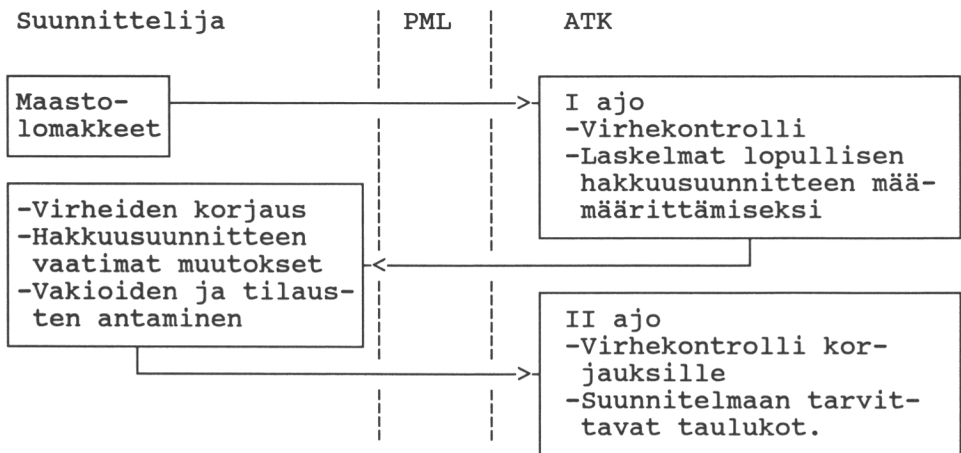 Suunnittelija PML ATK
Maasto-
lomakkeet
I ajo
-Virhekontrolli
-Laskelmat lopullisen
hakkuusuunnitteen mää-
määrittämiseksi
-Virheiden korjaus
-Hakkuusuunnitteen
vaatimat muutokset
-Vakioiden ja tilaus-
ten antaminen
II ajo
-Virhekontrolli kor-
jauksille
-Suunnitelmaan tarvit-
tavat taulukot.